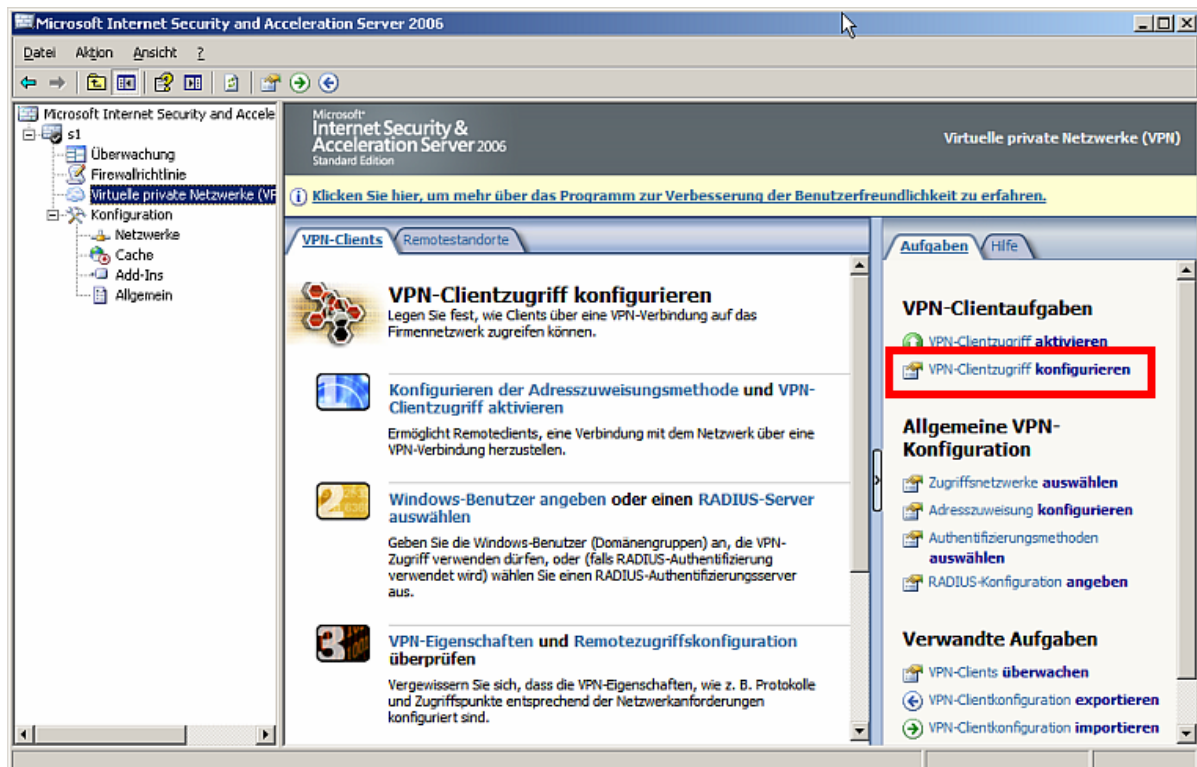 Microsoft Internet Security and Acceleration Server 2006
Datei Aktion Ansicht ?
Microsoft Internet Security and Accele
s1
Überwachung
Firewallrichtlinie
Virtuelle private Netzwerke (VP
Konfiguration
Netzwerke
Cache
Add-Ins
Allgemein
Microsoft®
Internet Security &
Acceleration Server 2006
Standard Edition
Virtuelle private Netzwerke (VPN)
Klicken Sie hier, um mehr über das Programm zur Verbesserung der Benutzerfreundlichkeit zu erfahren.
VPN-Clients Remotestandorte
VPN-Clientzugriff konfigurieren
Legen Sie fest, wie Clients über eine VPN-Verbindung auf das
Firmennetzwerk zugreifen können.
Konfigurieren der Adresszuweisungsmethode und VPN-
Clientzugriff aktivieren
Ermöglicht Remoteclients, eine Verbindung mit dem Netzwerk über eine
VPN-Verbindung herzustellen.
Windows-Benutzer angeben oder einen RADIUS-Server
auswählen
Geben Sie die Windows-Benutzer (Domänengruppen) an, die VPN-
Zugriff verwenden dürfen, oder (falls RADIUS-Authentifizierung
verwendet wird) wählen Sie einen RADIUS-Authentifizierungsserver
aus.
VPN-Eigenschaften und Remotezugriffskonfiguration
überprüfen
Vergewissern Sie sich, dass die VPN-Eigenschaften, wie z. B. Protokolle
und Zugriffspunkte entsprechend der Netzwerkanforderungen
konfiguriert sind.
Aufgaben Hilfe
VPN-Clientaufgaben
VPN-Clientzugriff aktivieren
VPN-Clientzugriff konfigurieren
Allgemeine VPN-
Konfiguration
Zugriffsnetzwerke auswählen
Adresszuweisung konfigurieren
Authentifizierungsmethoden
auswählen
RADIUS-Konfiguration angeben
Verwandte Aufgaben
VPN-Clients überwachen
VPN-Clientkonfiguration exportieren
VPN-Clientkonfiguration importieren